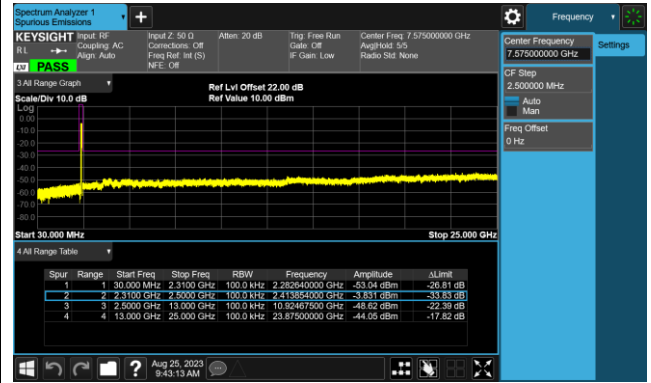 Spectrum Analyzer 1
Spurious Emissions
+
Frequency
KEYSIGHT Input: RF Input Z: 50 Ω Atten: 20 dB Trig: Free Run Center Freq: 7.575000000 GHz
RL Coupling: AC Corrections: Off Gate: Off Avg|Hold: 5/5
Align: Auto Freq Ref: Int (S) IF Gain: Low Radio Std: None
NFE: Off
LXI PASS
Center Frequency
7.575000000 GHz
Settings
CF Step
2.500000 MHz
Auto
Man
Freq Offset
0 Hz
3 All Range Graph
Ref Lvl Offset 22.00 dB
Scale/Div 10.0 dB Ref Value 10.00 dBm
Log
0.00
-10.0
-20.0
-30.0
-40.0
-50.0
-60.0
-70.0
-80.0
Start 30.000 MHz Stop 25.000 GHz
4 All Range Table
Spur Range Start Freq Stop Freq RBW Frequency Amplitude ΔLimit
1 1 30.000 MHz 2.3100 GHz 100.0 kHz 2.282640000 GHz -53.04 dBm -26.81 dB
2 2 2.3100 GHz 2.5000 GHz 100.0 kHz 2.413854000 GHz -3.831 dBm -33.83 dB
3 3 2.5000 GHz 13.000 GHz 100.0 kHz 10.92467500 GHz -48.62 dBm -22.39 dB
4 4 13.000 GHz 25.000 GHz 100.0 kHz 23.87500000 GHz -44.05 dBm -17.82 dB
? Aug 25, 2023
9:43:13 AM